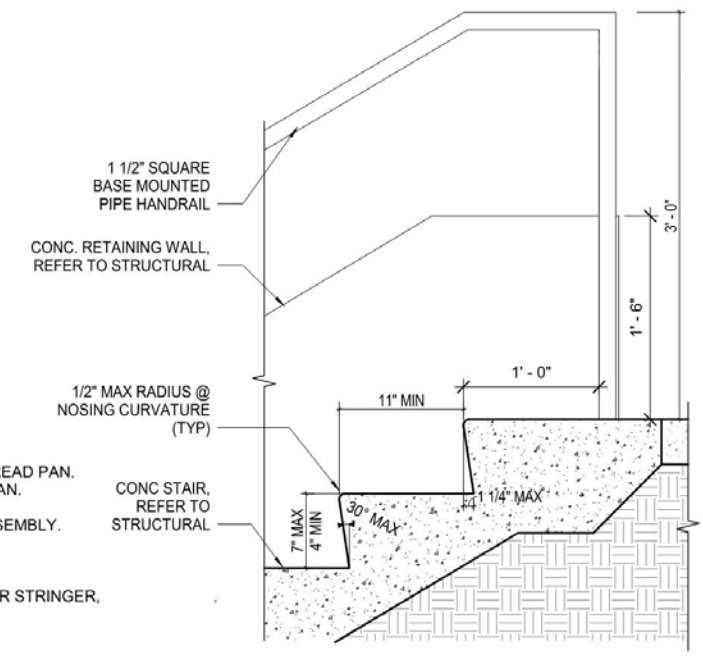 1 1/2" SQUARE
BASE MOUNTED
PIPE HANDRAIL
CONC. RETAINING WALL,
REFER TO STRUCTURAL
3' - 0"
1' - 6"
1' - 0"
11" MIN
1/2" MAX RADIUS @
NOSING CURVATURE
(TYP)
EAD PAN.
AN.
SEMBLY.
R STRINGER,
CONC STAIR,
REFER TO
STRUCTURAL
7" MAX
4" MIN
30° MAX
1 1/4" MAX